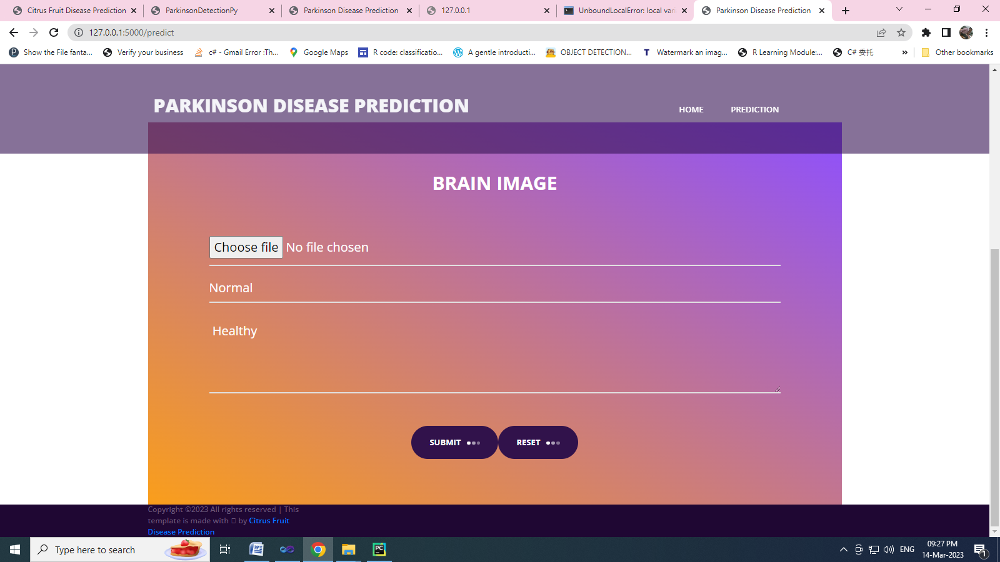 Citrus Fruit Disease Prediction
ParkinsonDetectionPy
Parkinson Disease Prediction
127.0.0.1
UnboundLocalError: local var
Parkinson Disease Prediction
127.0.0.1:5000/predict
Show the File fanta...
Verify your business
c# - Gmail Error :Th...
Google Maps
R code: classificatio...
A gentle introducti...
OBJECT DETECTION...
Watermark an imag...
R Learning Module:...
C# 委托
»
Other bookmarks
PARKINSON DISEASE PREDICTION
HOME
PREDICTION
BRAIN IMAGE
Choose file No file chosen
Normal
Healthy
SUBMIT
RESET
Copyright ©2023 All rights reserved | This
template is made with by Citrus Fruit
Disease Prediction
Type here to search
ENG
09:27 PM
14-Mar-2023
1